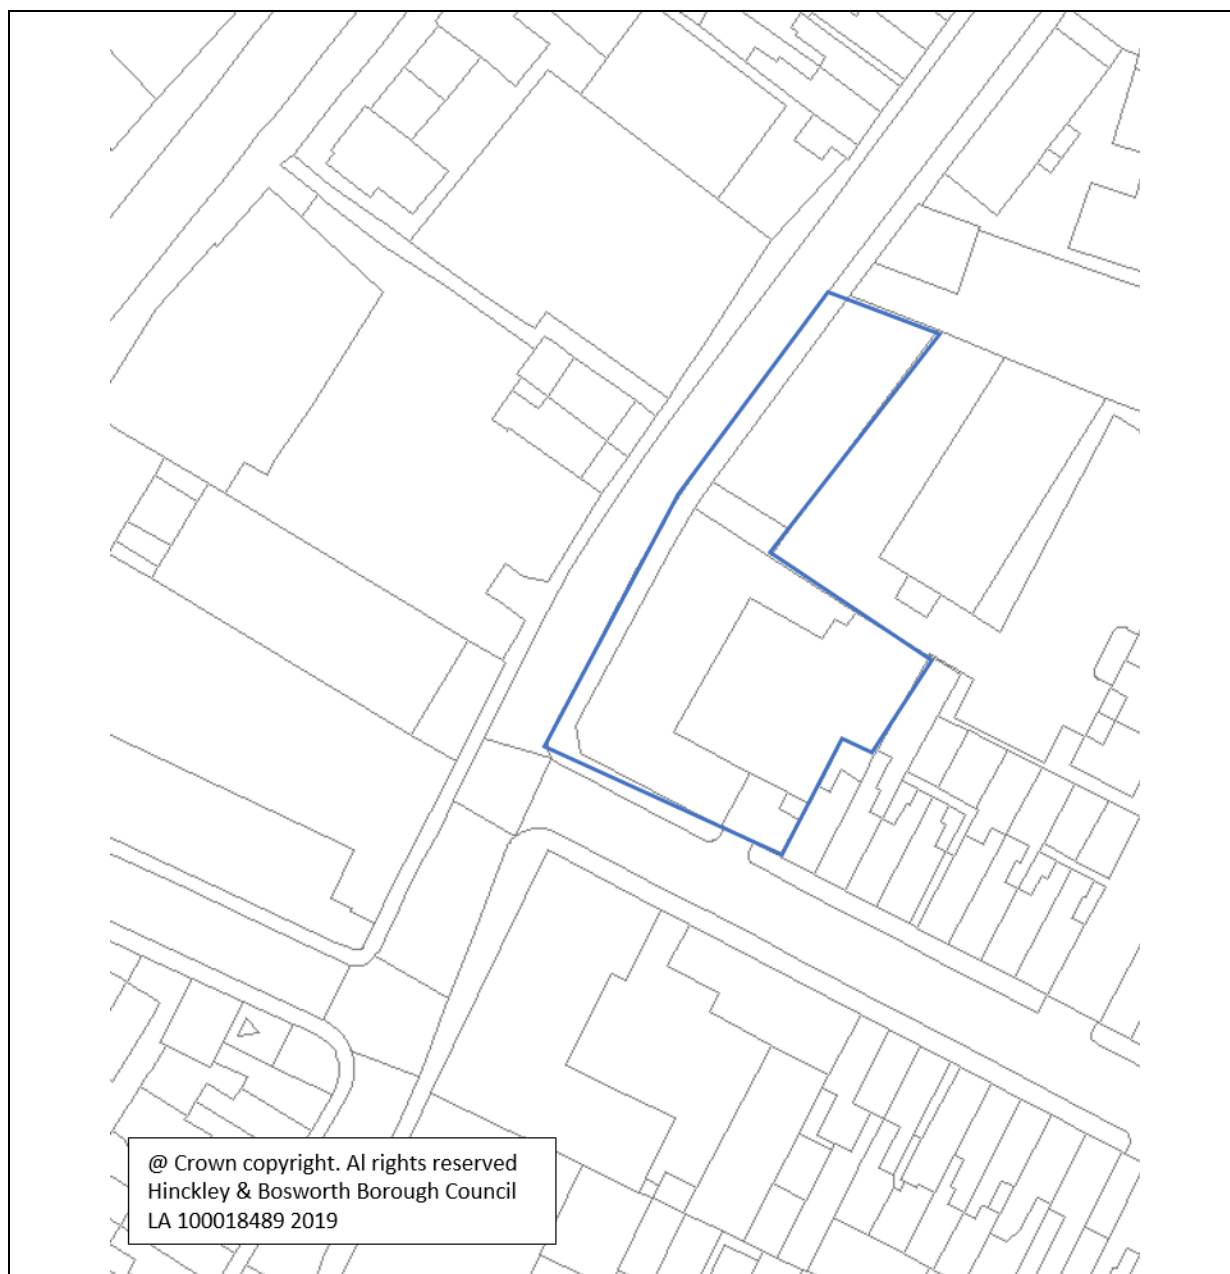 @ Crown copyright. Al rights reserved
Hinckley & Bosworth Borough Council
LA 100018489 2019